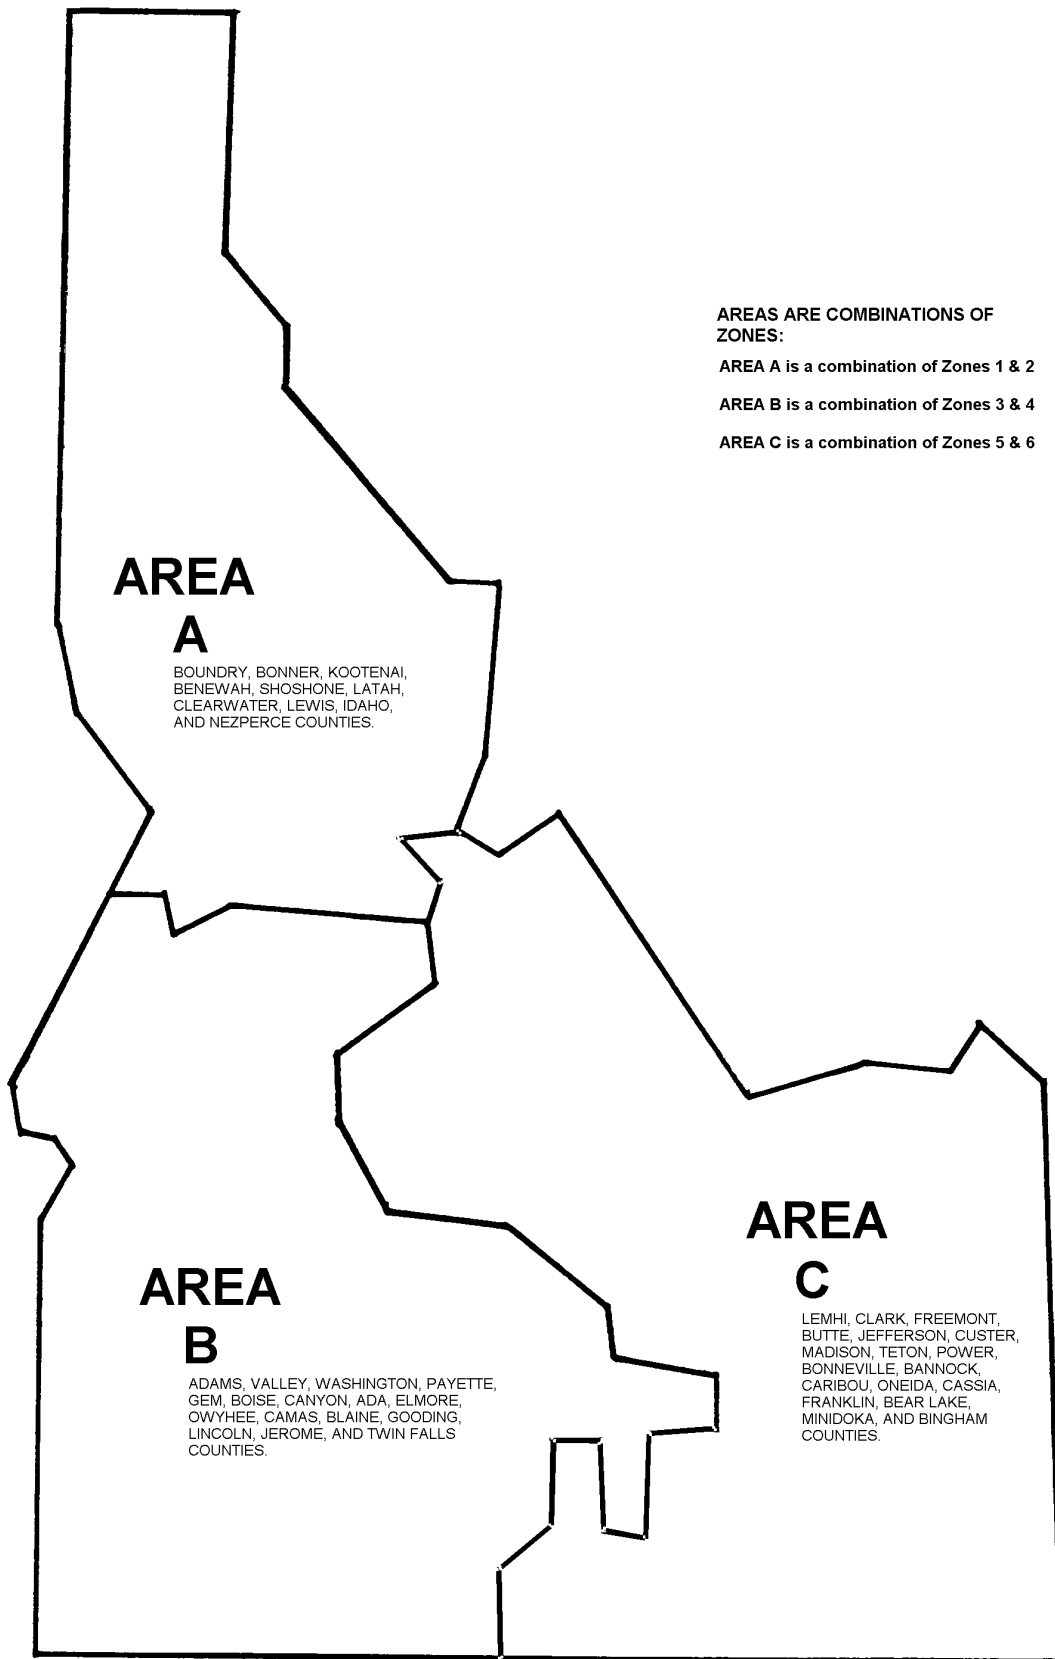 AREAS ARE COMBINATIONS OF
ZONES:
AREA A is a combination of Zones 1 & 2
AREA B is a combination of Zones 3 & 4
AREA C is a combination of Zones 5 & 6
AREA
A
BOUNDRY, BONNER, KOOTENAI,
BENEWAH, SHOSHONE, LATAH,
CLEARWATER, LEWIS, IDAHO,
AND NEZPERCE COUNTIES.
AREA
B
ADAMS, VALLEY, WASHINGTON, PAYETTE,
GEM, BOISE, CANYON, ADA, ELMORE,
OWYHEE, CAMAS, BLAINE, GOODING,
LINCOLN, JEROME, AND TWIN FALLS
COUNTIES.
AREA
C
LEMHI, CLARK, FREEMONT,
BUTTE, JEFFERSON, CUSTER,
MADISON, TETON, POWER,
BONNEVILLE, BANNOCK,
CARIBOU, ONEIDA, CASSIA,
FRANKLIN, BEAR LAKE,
MINIDOKA, AND BINGHAM
COUNTIES.